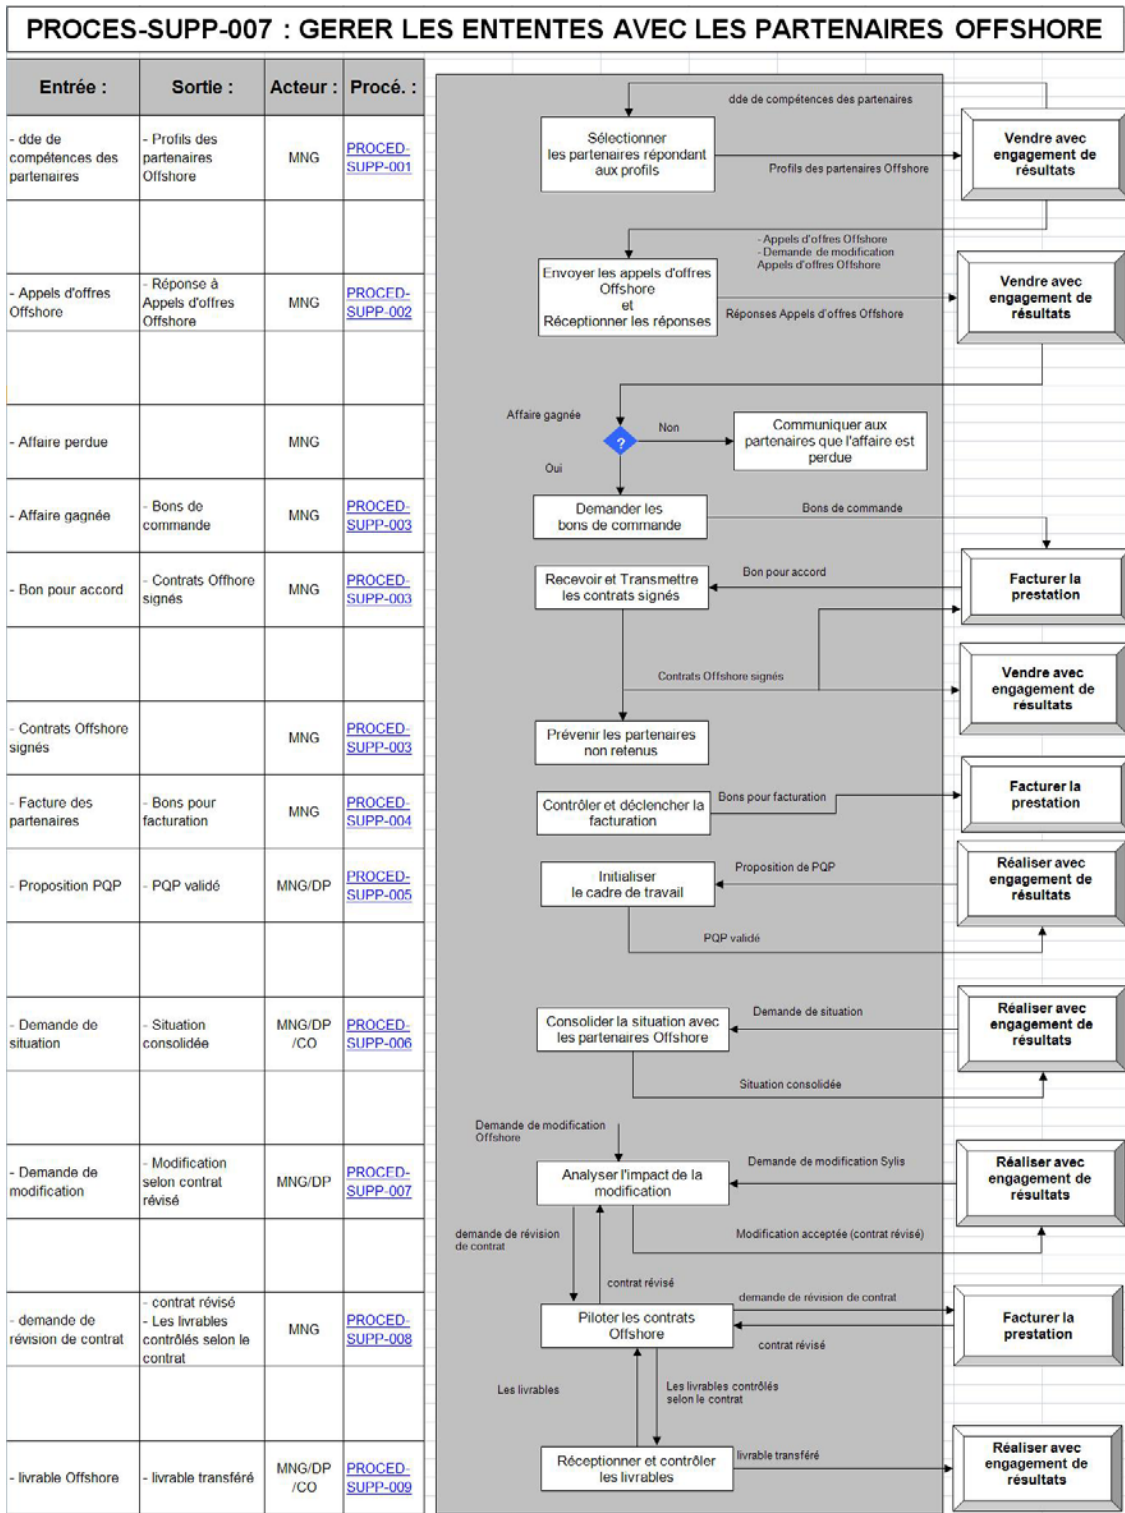 PROCES-SUPP-007 : GERER LES ENTENTES AVEC LES PARTENAIRES OFFSHORE
Entrée :
Sortie :
Acteur :
Procé. :
- dde de
compétences des
partenaires
- Profils des
partenaires
Offshore
MNG
PROCED-
SUPP-001
- Appels d'offres
Offshore
- Réponse à
Appels d'offres
Offshore
MNG
PROCED-
SUPP-002
- Affaire perdue
MNG
- Affaire gagnée
- Bons de
commande
MNG
PROCED-
SUPP-003
- Bon pour accord
- Contrats Offhore
signés
MNG
PROCED-
SUPP-003
- Contrats Offshore
signés
MNG
PROCED-
SUPP-003
- Facture des
partenaires
- Bons pour
facturation
MNG
PROCED-
SUPP-004
- Proposition PQP
- PQP validé
MNG/DP
PROCED-
SUPP-005
- Demande de
situation
- Situation
consolidée
MNG/DP
/CO
PROCED-
SUPP-006
- Demande de
modification
- Modification
selon contrat
révisé
MNG/DP
PROCED-
SUPP-007
- demande de
révision de contrat
- contrat révisé
- Les livrables
contrôlés selon le
contrat
MNG
PROCED-
SUPP-008
- livrable Offshore
- livrable transféré
MNG/DP
/CO
PROCED-
SUPP-009
dde de compétences des partenaires
Sélectionner
les partenaires répondant
aux profils
Profils des partenaires Offshore
Vendre avec
engagement de
résultats
- Appels d'offres Offshore
- Demande de modification
Appels d'offres Offshore
Envoyer les appels d'offres
Offshore
et
Réceptionner les réponses
Réponses Appels d'offres Offshore
Vendre avec
engagement de
résultats
Affaire gagnée
?
Non
Oui
Communiquer aux
partenaires que l'affaire est
perdue
Demander les
bons de commande
Bons de commande
Recevoir et Transmettre
les contrats signés
Bon pour accord
Facturer la
prestation
Contrats Offshore signés
Vendre avec
engagement de
résultats
Prévenir les partenaires
non retenus
Contrôler et déclencher la
facturation
Bons pour facturation
Facturer la
prestation
Initialiser
le cadre de travail
Proposition de PQP
PQP validé
Réaliser avec
engagement de
résultats
Consolider la situation avec
les partenaires Offshore
Demande de situation
Situation consolidée
Réaliser avec
engagement de
résultats
Demande de modification
Offshore
Analyser l'impact de la
modification
Demande de modification Sylis
Modification acceptée (contrat révisé)
Réaliser avec
engagement de
résultats
demande de révision
de contrat
contrat révisé
Piloter les contrats
Offshore
demande de révision de contrat
contrat révisé
Facturer la
prestation
Les livrables
Les livrables contrôlés
selon le contrat
Réceptionner et contrôler
les livrables
livrable transféré
Réaliser avec
engagement de
résultats